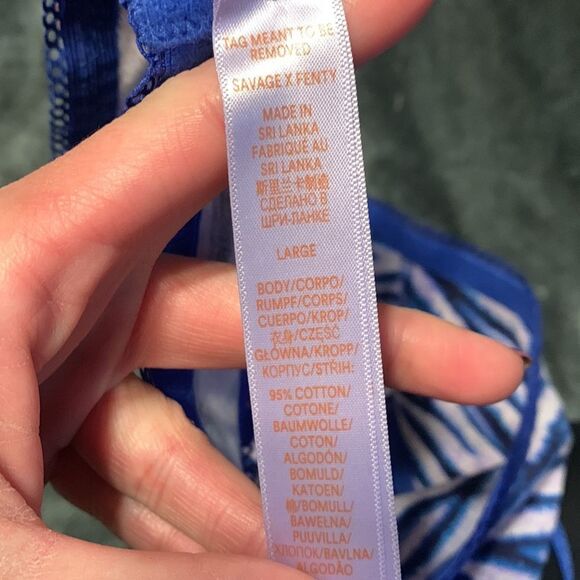 TAG MEANT TO BE
REMOVED
SAVAGE X FENTY
MADE IN
SRI LANKA
FABRIQUÉ AU
SRI LANKA
斯里兰卡制造
СДЕЛАНО В
ШРИ-ЛАНКЕ
LARGE
BODY/CORPO/
RUMPF/CORPS/
CUERPO/KROP/
衣身/CZĘŚĆ
GŁÓWNA/KROPP/
КОРПУС/STŘIH:
95% COTTON/
COTONE/
BAUMWOLLE/
COTON/
ALGODÓN/
BOMULD/
KATOEN/
棉/BOMULL/
BAWEŁNA/
PUUVILLA/
ХЛОПОК/BAVLNA/
ALGODÃO